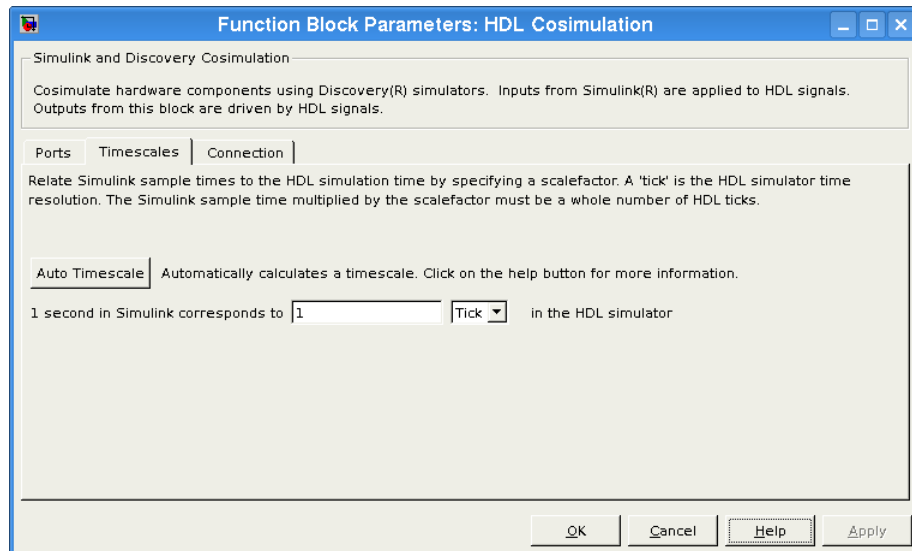 Function Block Parameters: HDL Cosimulation
Simulink and Discovery Cosimulation
Cosimulate hardware components using Discovery(R) simulators. Inputs from Simulink(R) are applied to HDL signals.
Outputs from this block are driven by HDL signals.
Ports Timescales Connection
Relate Simulink sample times to the HDL simulation time by specifying a scalefactor. A 'tick' is the HDL simulator time
resolution. The Simulink sample time multiplied by the scalefactor must be a whole number of HDL ticks.
Auto Timescale Automatically calculates a timescale. Click on the help button for more information.
1 second in Simulink corresponds to 1 Tick in the HDL simulator
OK Cancel Help Apply